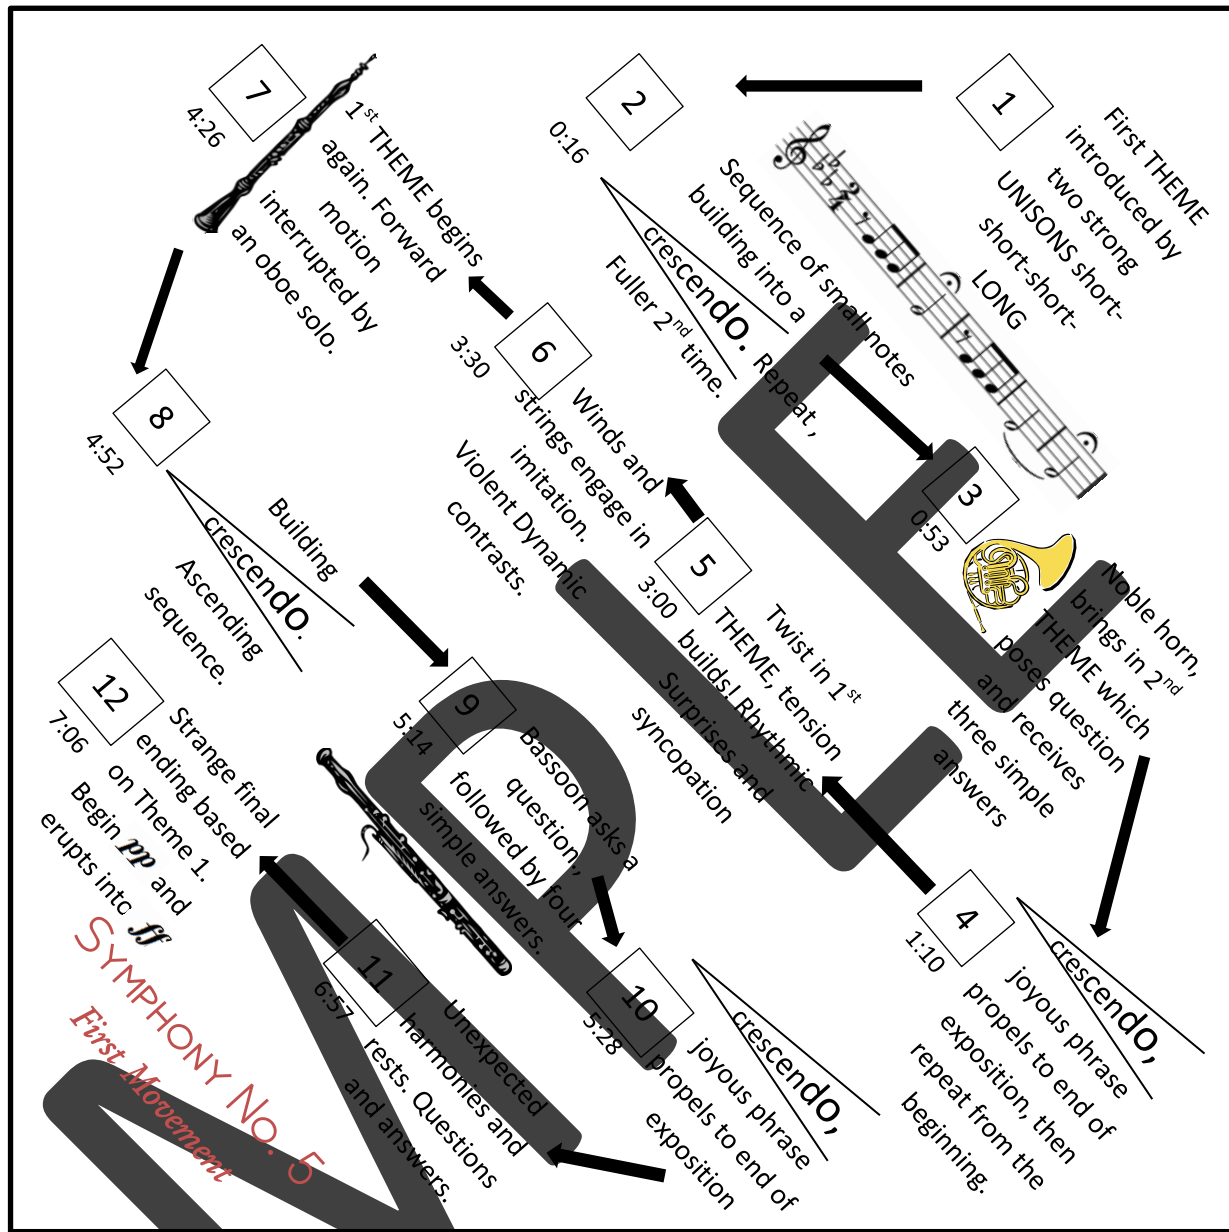 1
First THEME
introduced by
two strong
UNISONS short-
short-short-
LONG
2
0:16
Sequence of small notes
building into a
crescendo. Repeat ,
Fuller 2nd time.
3
0:53
Noble horn,
brings in 2nd
THEME which
poses question
and receives
three simple
answers
4
1:10
crescendo,
joyous phrase
propels to end of
exposition, then
repeat from the
beginning.
5
3:00
Twist in 1st
THEME, tension
builds! Rhythmic
Surprises and
syncopation
6
3:30
Winds and
strings engage in
imitation.
Violent Dynamic
contrasts.
7
4:26
1st THEME begins
again. Forward
motion
interrupted by
an oboe solo.
8
4:52
Building
crescendo.
Ascending
sequence.
9
5:14
Bassoon asks a
question,,
followed by four
simple answers.
10
5:28
crescendo,
joyous phrase
propels to end of
exposition
11
6:57
Unexpected
harmonies and
rests. Questions
and answers.
12
7:06
Strange final
ending based
on Theme 1.
Begin pp and
erupts into ff
SYMPHONY NO. 5
First Movement